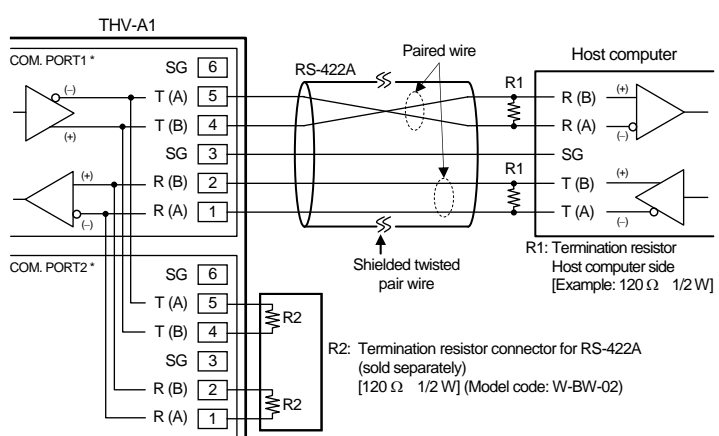 THV-A1
COM. PORT1 *
SG 6
(–) T (A) 5
T (B) 4
(+)
SG 3
(+) R (B) 2
R (A) 1
(–)
COM. PORT2 *
SG 6
T (A) 5
T (B) 4
SG 3
R (B) 2
R (A) 1
R2
R2
RS-422A
Paired wire
Shielded twisted
pair wire
R1
R1
Host computer
R (B) (+)
R (A) (–)
SG
T (B) (+)
T (A) (–)
R1: Termination resistor
Host computer side
[Example: 120 Ω 1/2 W]
R2: Termination resistor connector for RS-422A
(sold separately)
[120 Ω 1/2 W] (Model code: W-BW-02)